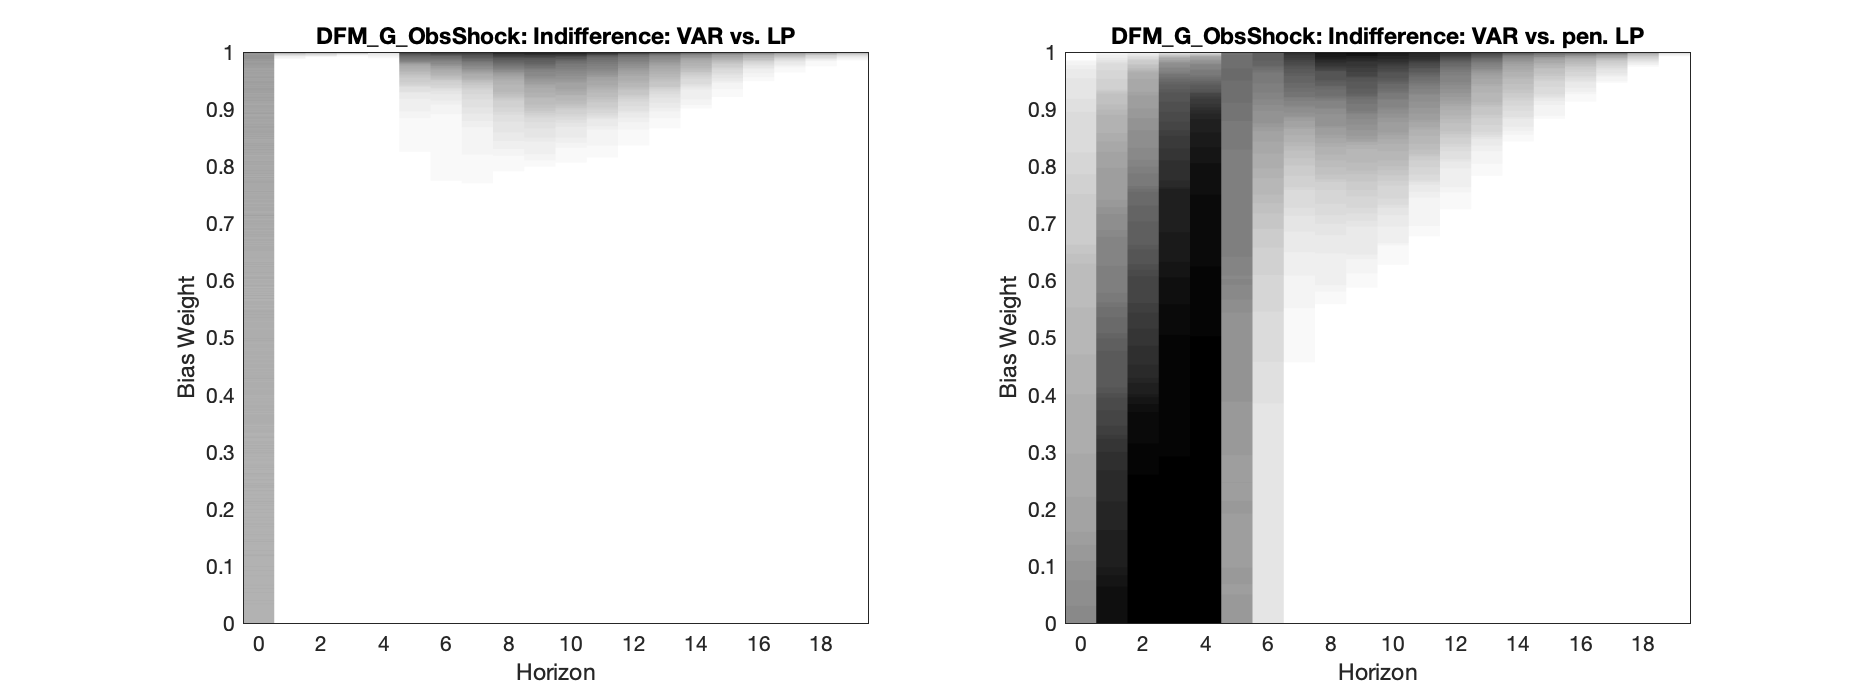 DFM_G_ObsShock: Indifference: VAR vs. LP
1
0.9
0.8
0.7
0.6
0.5
0.4
0.3
0.2
0.1
0
Bias Weight
0 2 4 6 8 10 12 14 16 18
Horizon
DFM_G_ObsShock: Indifference: VAR vs. pen. LP
1
0.9
0.8
0.7
0.6
0.5
0.4
0.3
0.2
0.1
0
Bias Weight
0 2 4 6 8 10 12 14 16 18
Horizon